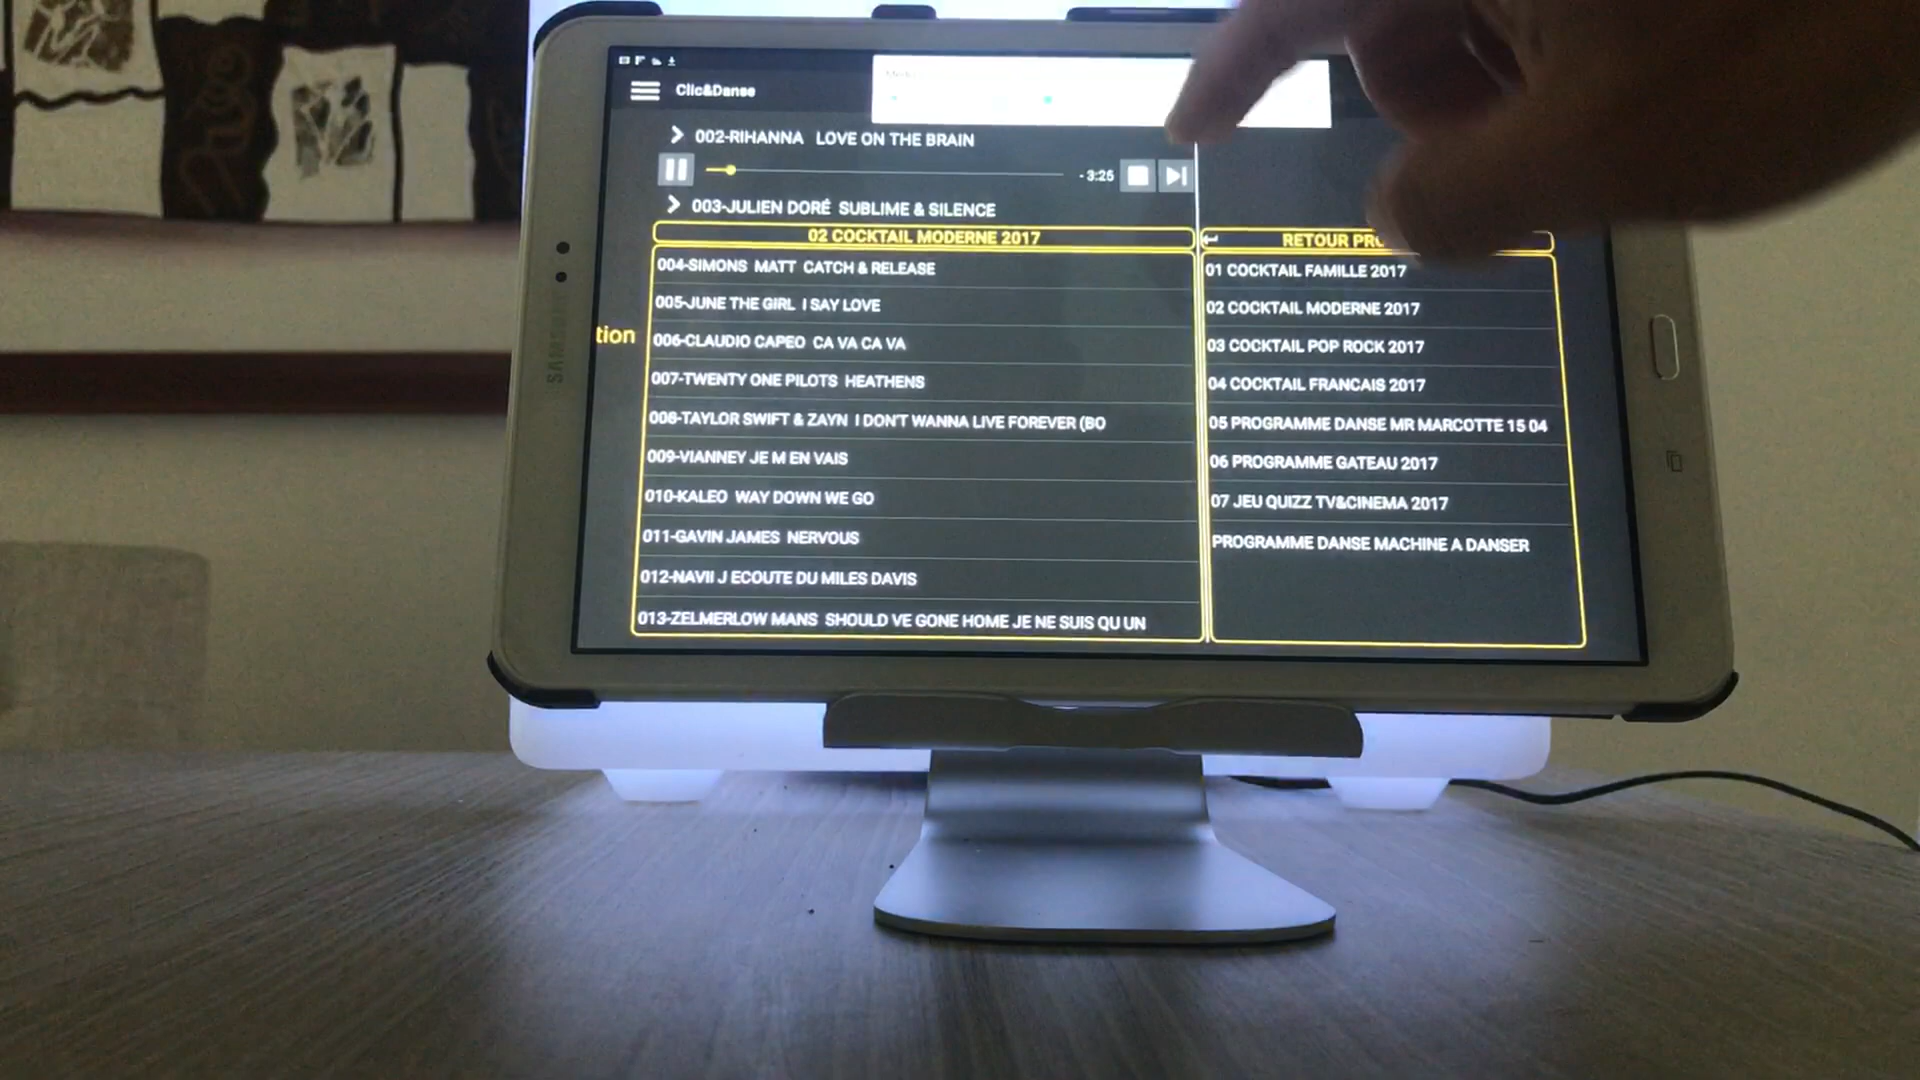 Clic&Danse
002-RIHANNA LOVE ON THE BRAIN
- 3:25
003-JULIEN DORÉ SUBLIME & SILENCE
02 COCKTAIL MODERNE 2017
004-SIMONS MATT CATCH & RELEASE
005-JUNE THE GIRL I SAY LOVE
006-CLAUDIO CAPEO CA VA CA VA
007-TWENTY ONE PILOTS HEATHENS
008-TAYLOR SWIFT & ZAYN I DON'T WANNA LIVE FOREVER (BO
009-VIANNEY JE M EN VAIS
010-KALEO WAY DOWN WE GO
011-GAVIN JAMES NERVOUS
012-NAVII J ECOUTE DU MILES DAVIS
013-ZELMERLOW MANS SHOULD VE GONE HOME JE NE SUIS QU UN
RETOUR PRO
01 COCKTAIL FAMILLE 2017
02 COCKTAIL MODERNE 2017
03 COCKTAIL POP ROCK 2017
04 COCKTAIL FRANCAIS 2017
05 PROGRAMME DANSE MR MARCOTTE 15 04
06 PROGRAMME GATEAU 2017
07 JEU QUIZZ TV&CINEMA 2017
PROGRAMME DANSE MACHINE A DANSER
tion
SAMSUNG